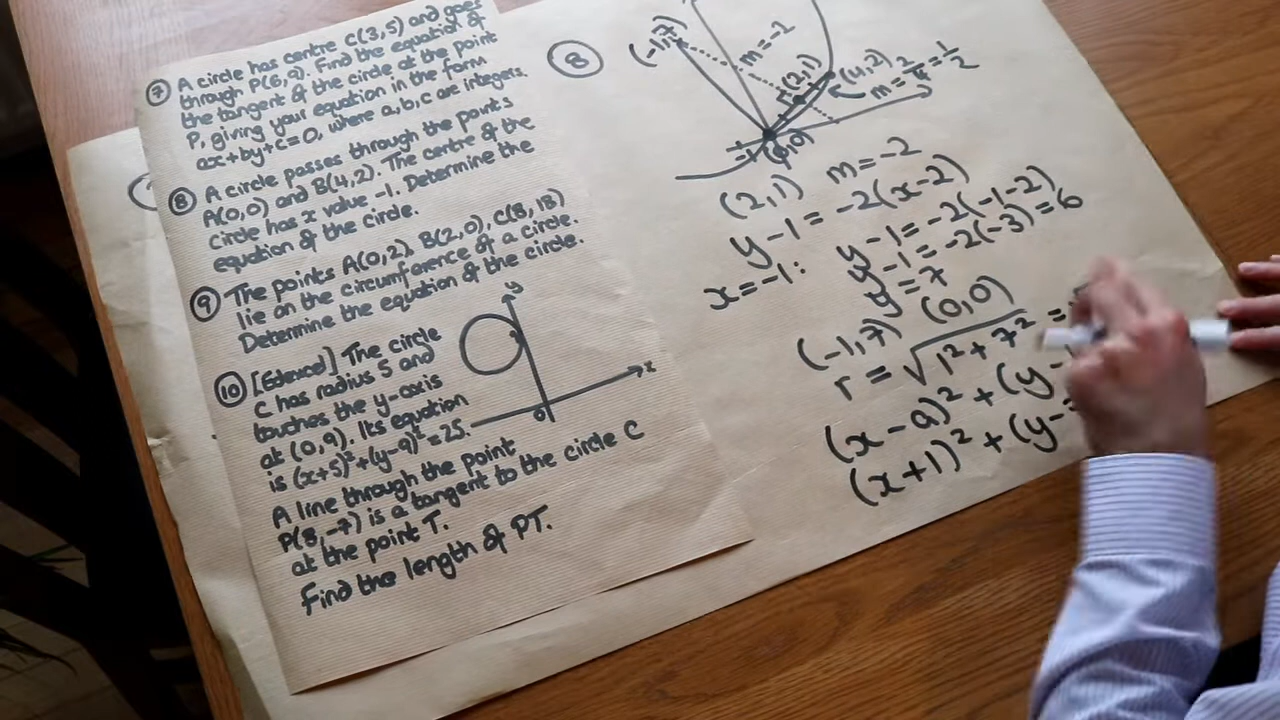 ⑦ A circle has centre C(3,5) and goes
through P(6,9). Find the equation of
the tangent of the circle at the point
P, giving your equation in the form
ax+by+c=0, where a,b,c are integers.
⑧ A circle passes through the points
A(0,0) and B(4,2). The centre of the
circle has x value -1. Determine the
equation of the circle.
⑨ The points A(0,2), B(2,0), C(8,18)
lie on the circumference of a circle.
Determine the equation of the circle.
⑩ [Edexcel] The circle
C has radius 5 and
touches the y-axis
at (0,9). Its equation
is (x+5)²+(y-9)²=25.
A line through the point
P(8,-7) is a tangent to the circle C
at the point T.
Find the length of PT.
y
x
0
⑧
(-1,7)
m=-2
(2,1)
(4,2)
m=2/4=1/2
-1
(0,0)
(2,1) m=-2
y-1=-2(x-2)
x=-1: y-1=-2(-1-2)
y-1=-2(-3)=6
y=7
(-1,7) (0,0)
r=√1²+7² =
(x-a)²+(y-
(x+1)²+(y-